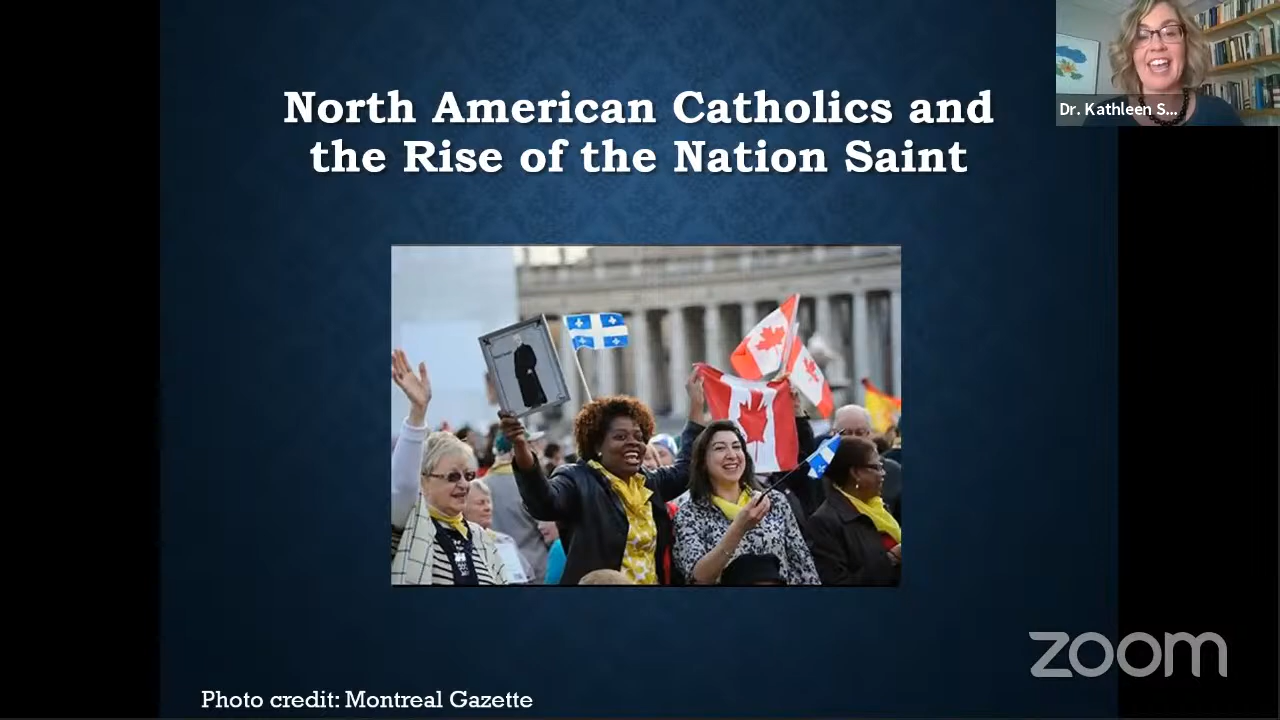 North American Catholics and
the Rise of the Nation Saint
Dr. Kathleen S...
zoom
Photo credit: Montreal Gazette